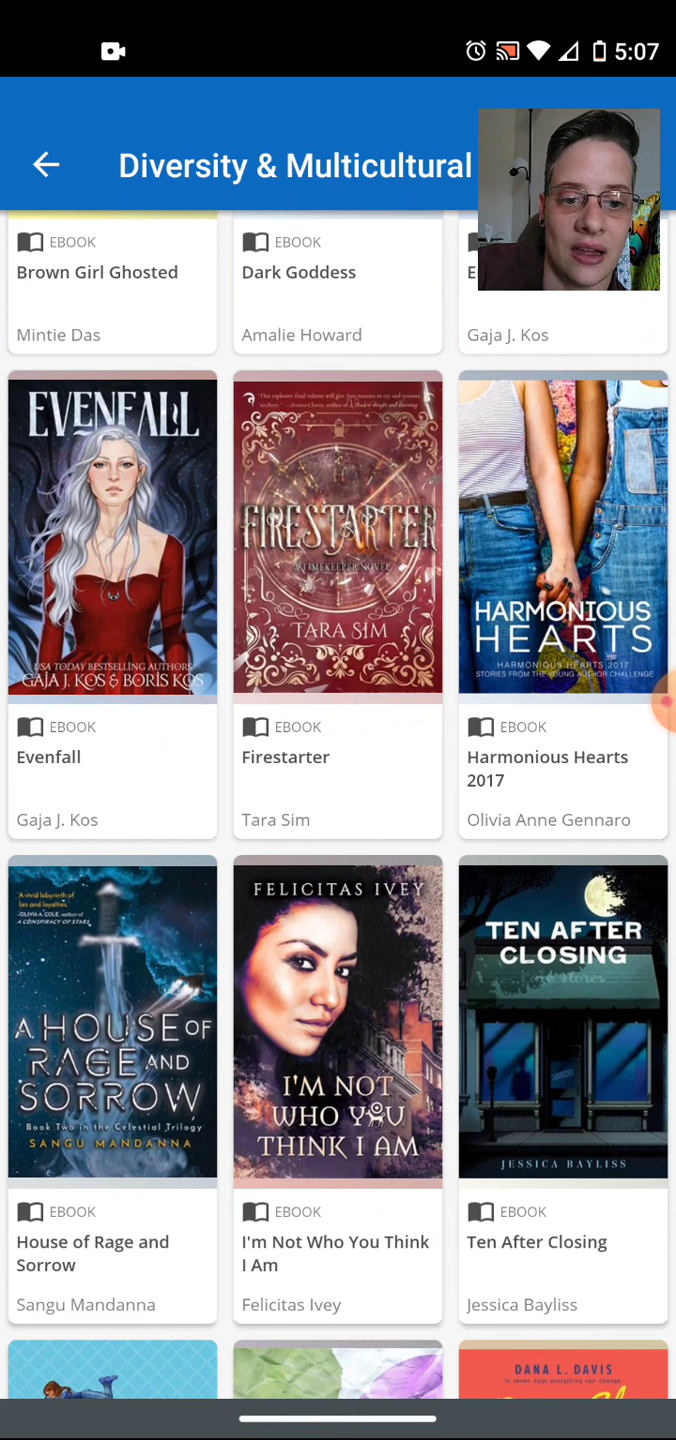 5:07
Diversity & Multicultural
EBOOK
EBOOK
E
Brown Girl Ghosted
Dark Goddess
Mintie Das
Amalie Howard
Gaja J. Kos
EVENFALL
USA TODAY BESTSELLING AUTHORS
GAJA J. KOS & BORIS KOS
FIRESTARTER
A TIMEKEEPER NOVEL
TARA SIM
HARMONIOUS
HEARTS
HARMONIOUS HEARTS 2017
STORIES FROM THE YOUNG AUTHOR CHALLENGE
EBOOK
EBOOK
EBOOK
Evenfall
Firestarter
Harmonious Hearts
2017
Gaja J. Kos
Tara Sim
Olivia Anne Gennaro
"A vivid labyrinth of
lies and loyalties."
-OLIVIA A. COLE, author of
A CONSPIRACY OF STARS
A HOUSE OF
RAGE AND
SORROW
Book Two in the Celestial Trilogy
SANGU MANDANNA
FELICITAS IVEY
I'M NOT
WHO YOU
THINK I AM
TEN AFTER
CLOSING
JESSICA BAYLISS
EBOOK
EBOOK
EBOOK
House of Rage and
Sorrow
I'm Not Who You Think
I Am
Ten After Closing
Sangu Mandanna
Felicitas Ivey
Jessica Bayliss
DANA L. DAVIS
In seven days everything can change.